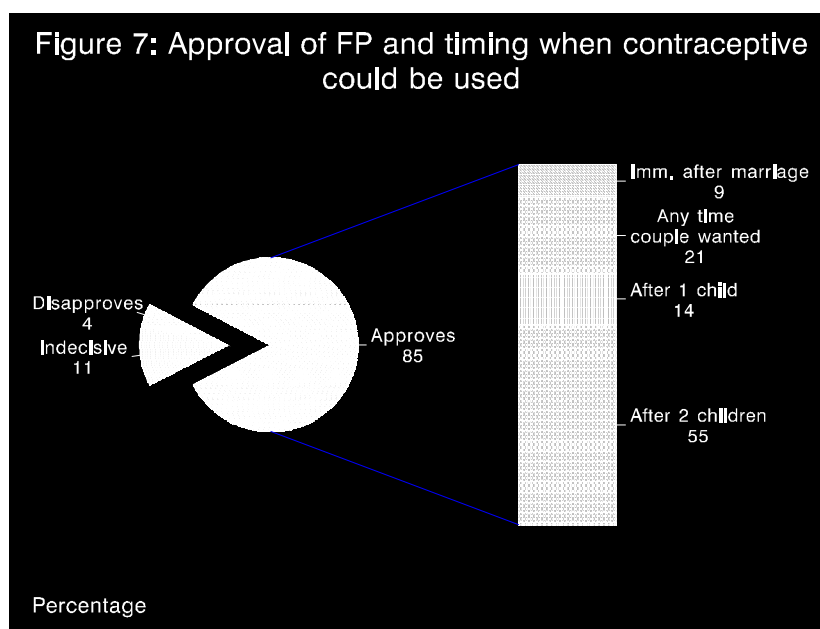 Figure 7: Approval of FP and timing when contraceptive
could be used
Imm. after marriage
9
Any time
couple wanted
21
After 1 child
14
Disapproves
4
Indecisive
11
Approves
85
After 2 children
55
Percentage